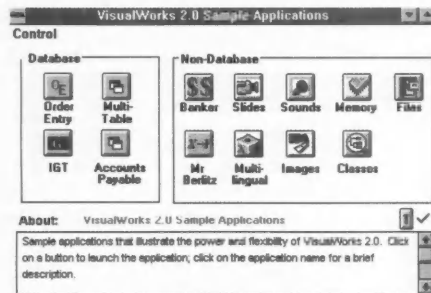 VisualWorks 2.0 Sample Applications
Control
Database
Non-Database
Order Entry
Multi-Table
Banker
Slides
Sounds
Memory
Files
IGT
Accounts Payable
Mr Berlitz
Multi-lingual
Images
Classes
About: VisualWorks 2.0 Sample Applications
Sample applications that illustrate the power and flexibility of VisualWorks 2.0. Click
on a button to launch the application; click on the application name for a brief
description.